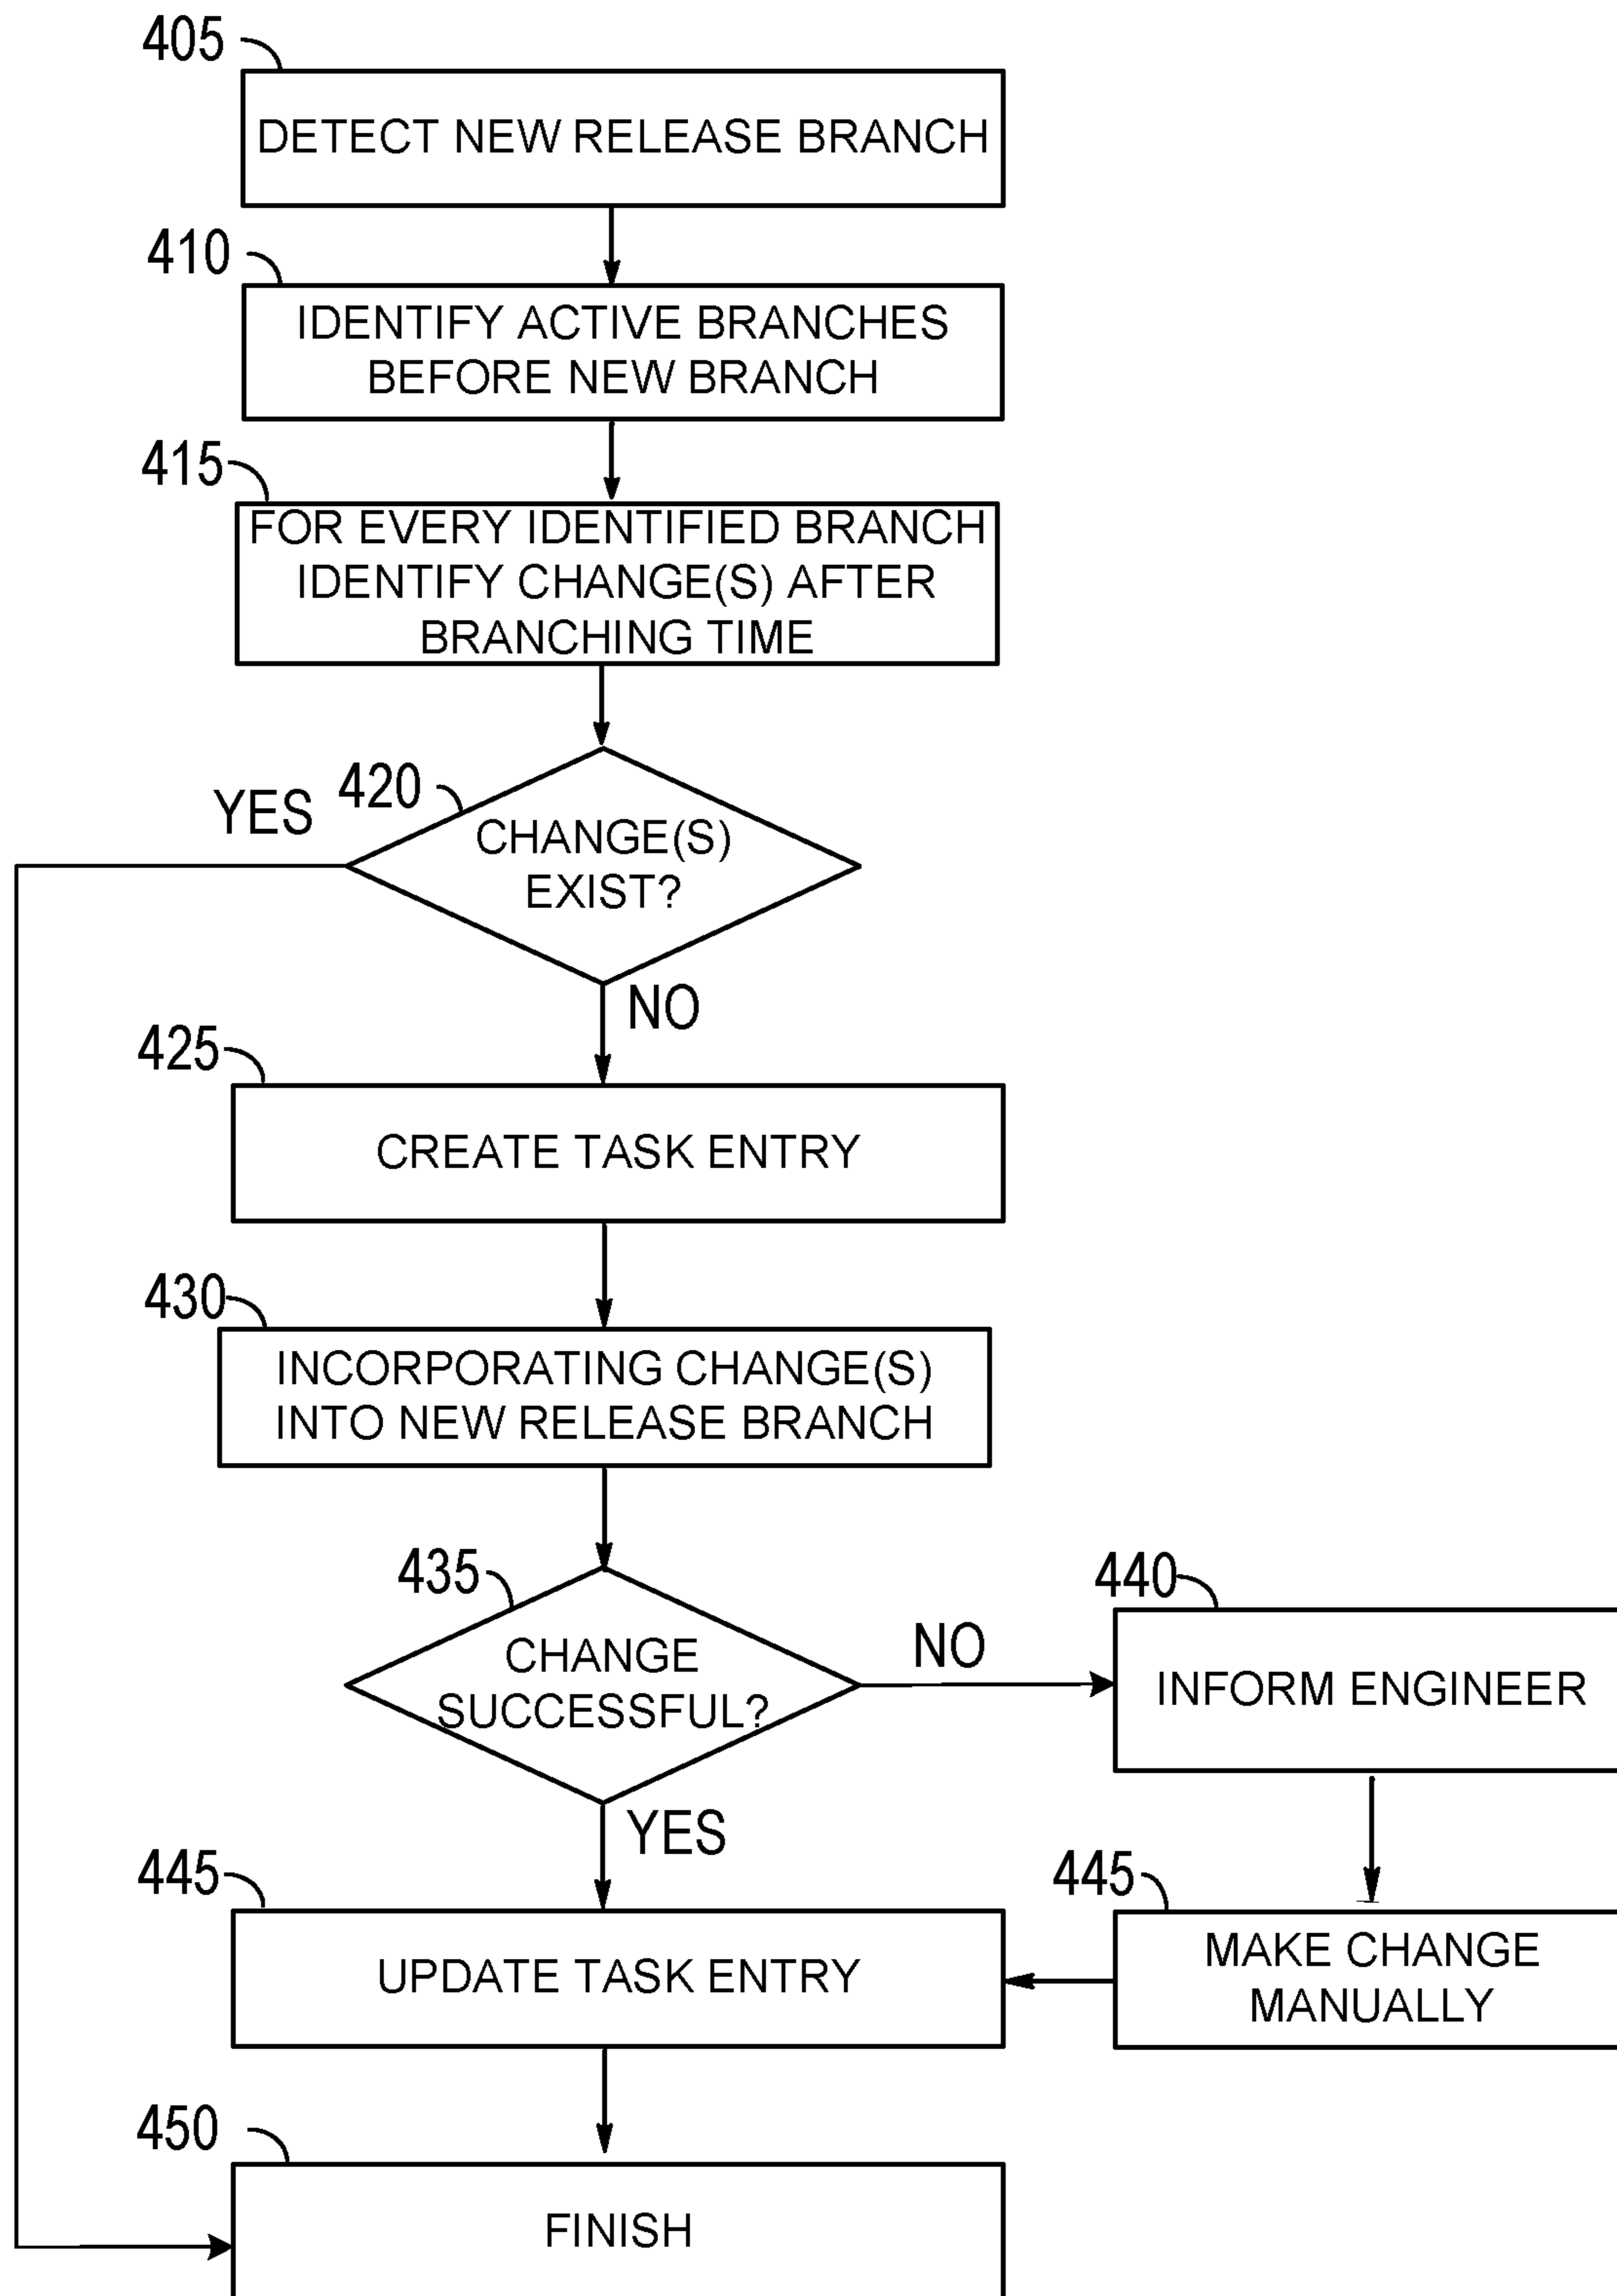 405
DETECT NEW RELEASE BRANCH
410
IDENTIFY ACTIVE BRANCHES
BEFORE NEW BRANCH
415
FOR EVERY IDENTIFIED BRANCH
IDENTIFY CHANGE(S) AFTER
BRANCHING TIME
YES
420
CHANGE(S)
EXIST?
NO
425
CREATE TASK ENTRY
430
INCORPORATING CHANGE(S)
INTO NEW RELEASE BRANCH
435
CHANGE
SUCCESSFUL?
NO
440
INFORM ENGINEER
YES
445
UPDATE TASK ENTRY
445
MAKE CHANGE
MANUALLY
450
FINISH